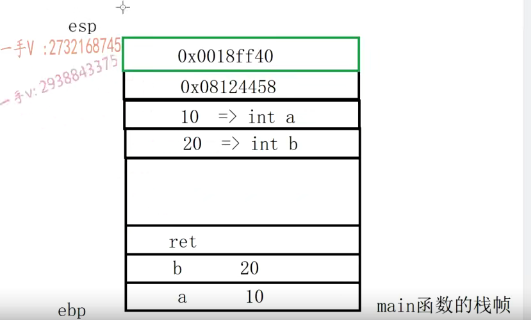 esp
一手V :2732168745
一手v:2938843375
0x0018ff40
0x08124458
10 => int a
20 => int b
ret
b 20
a 10
ebp
main函数的栈帧